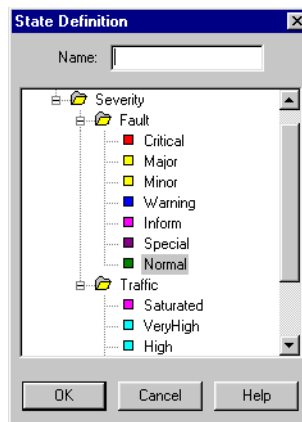 State Definition
Name:
Severity
Fault
Critical
Major
Minor
Warning
Inform
Special
Normal
Traffic
Saturated
VeryHigh
High
OK Cancel Help